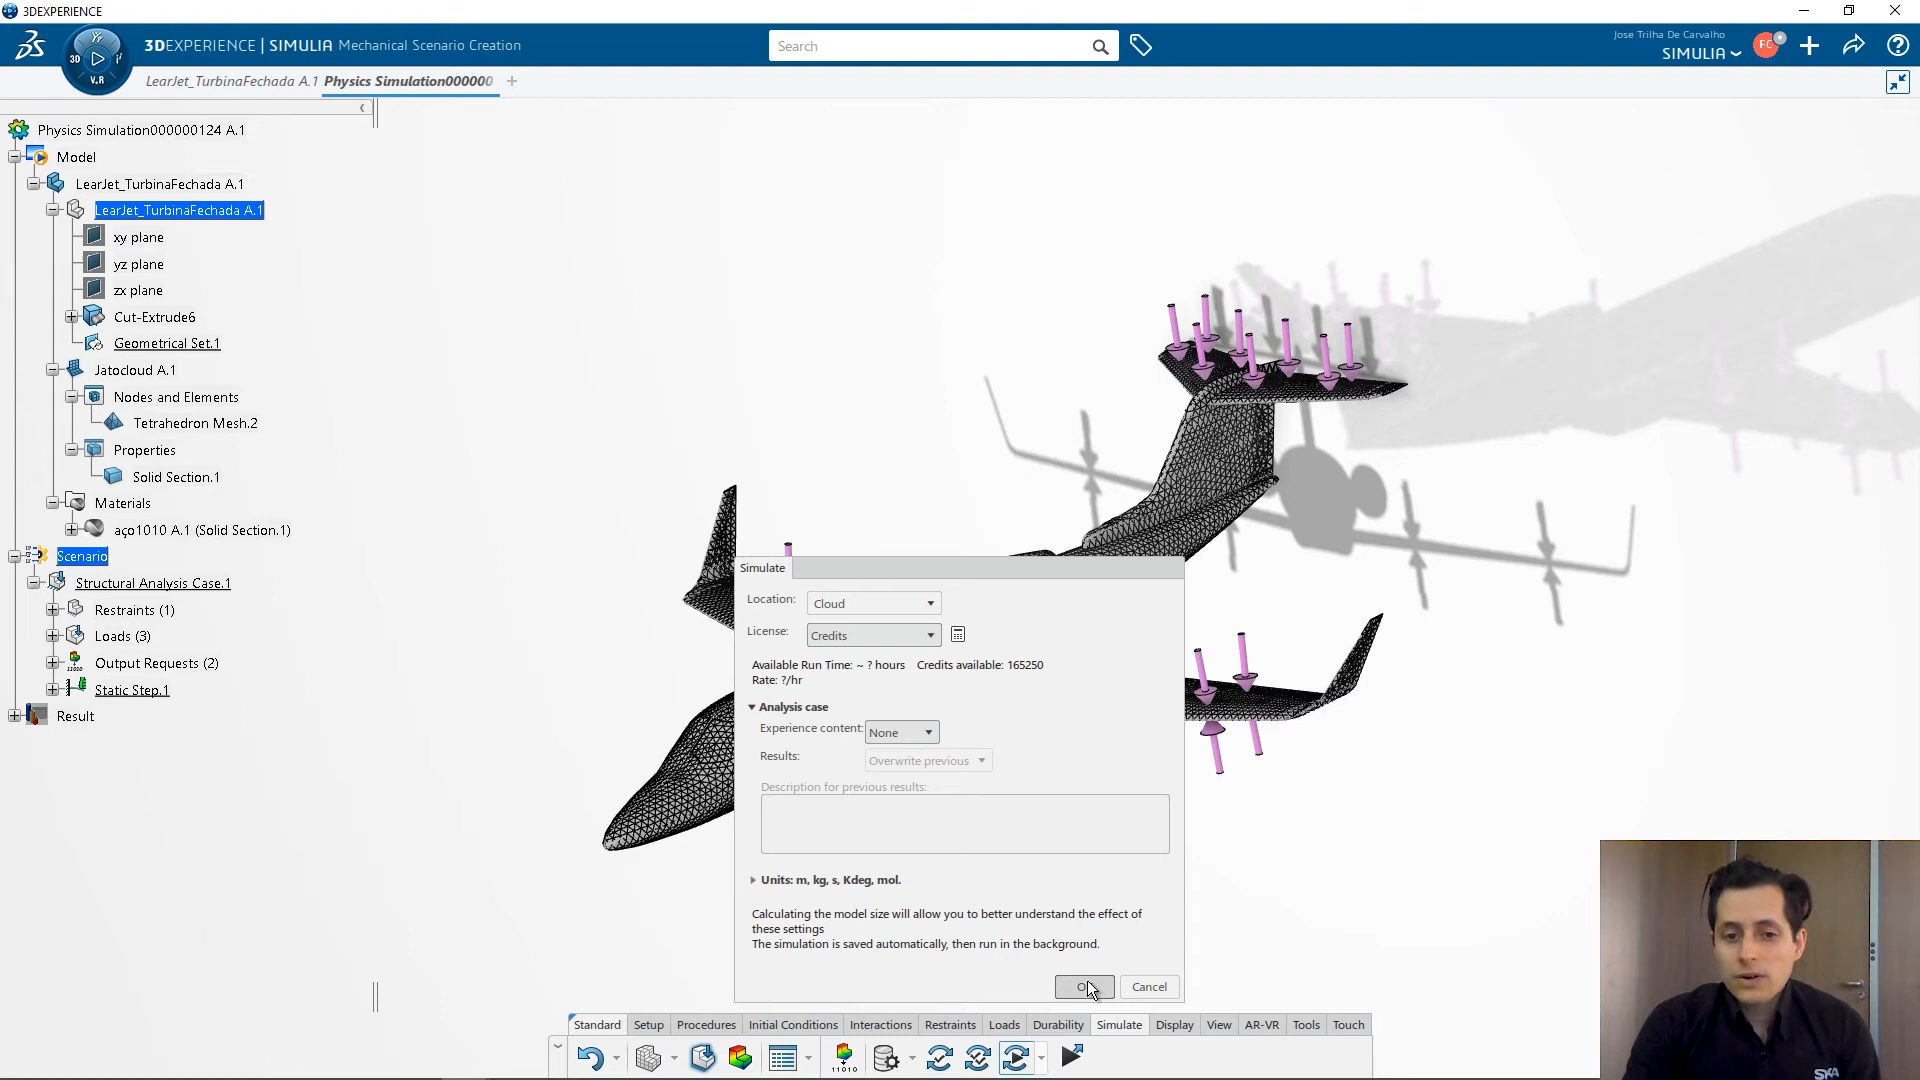 3DEXPERIENCE
3DEXPERIENCE | SIMULIA Mechanical Scenario Creation
Search
Jose Trilha De Carvalho
SIMULIA
FC
3D
V.R
LearJet_TurbinaFechada A.1
Physics Simulation000000
Physics Simulation000000124 A.1
Model
LearJet_TurbinaFechada A.1
LearJet_TurbinaFechada A.1
xy plane
yz plane
zx plane
Cut-Extrude6
Geometrical Set.1
Jatocloud A.1
Nodes and Elements
Tetrahedron Mesh.2
Properties
Solid Section.1
Materials
aço1010 A.1 (Solid Section.1)
Scenario
Structural Analysis Case.1
Restraints (1)
Loads (3)
Output Requests (2)
Static Step.1
Result
Simulate
Location: Cloud
License: Credits
Available Run Time: ~ ? hours Credits available: 165250
Rate: ?/hr
Analysis case
Experience content: None
Results: Overwrite previous
Description for previous results:
Units: m, kg, s, Kdeg, mol.
Calculating the model size will allow you to better understand the effect of
these settings
The simulation is saved automatically, then run in the background.
Cancel
Standard Setup Procedures Initial Conditions Interactions Restraints Loads Durability Simulate Display View AR-VR Tools Touch
11010
SKA